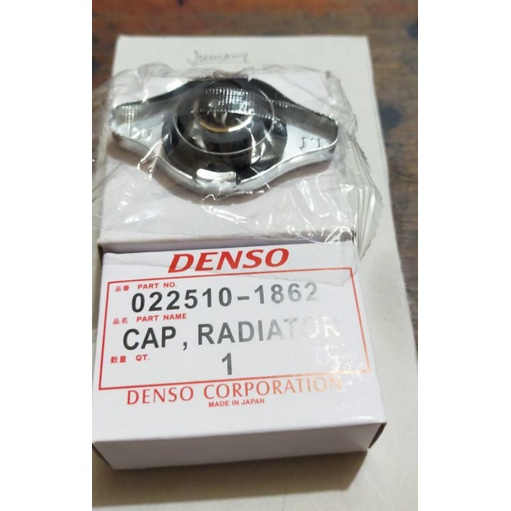 DENSO
品番 PART NO.
022510-1862
品名 PART NAME
CAP, RADIATOR
数量 QT.
1
DENSO CORPORATION
MADE IN JAPAN